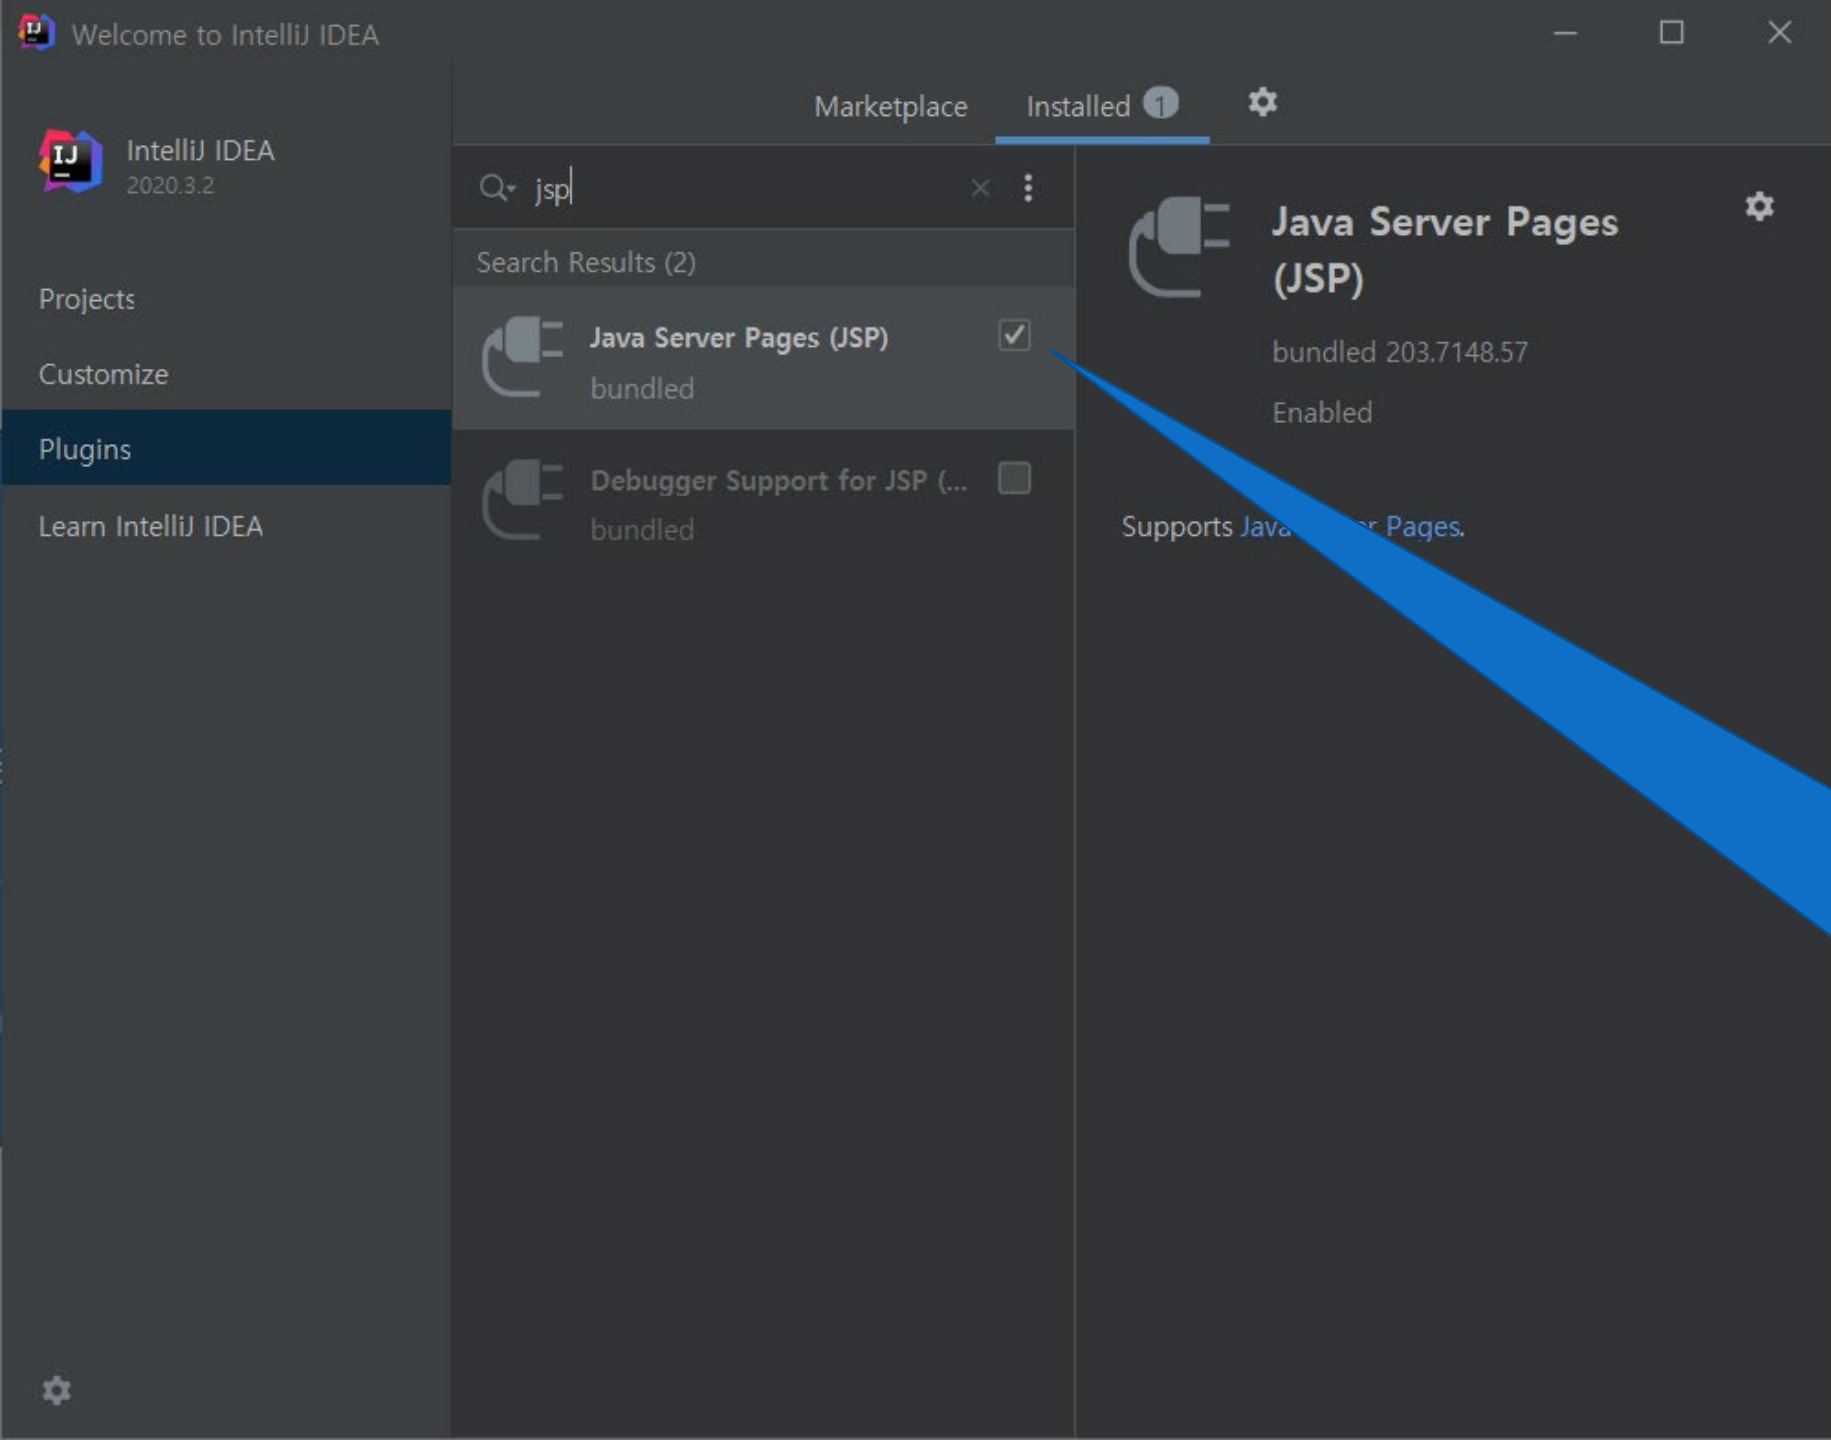 Welcome to IntelliJ IDEA
Marketplace Installed 1
IntelliJ IDEA
2020.3.2
Projects
Customize
Plugins
Learn IntelliJ IDEA
jsp
Search Results (2)
Java Server Pages (JSP)
bundled
Debugger Support for JSP (...
bundled
Java Server Pages
(JSP)
bundled 203.7148.57
Enabled
Supports Java Pages.